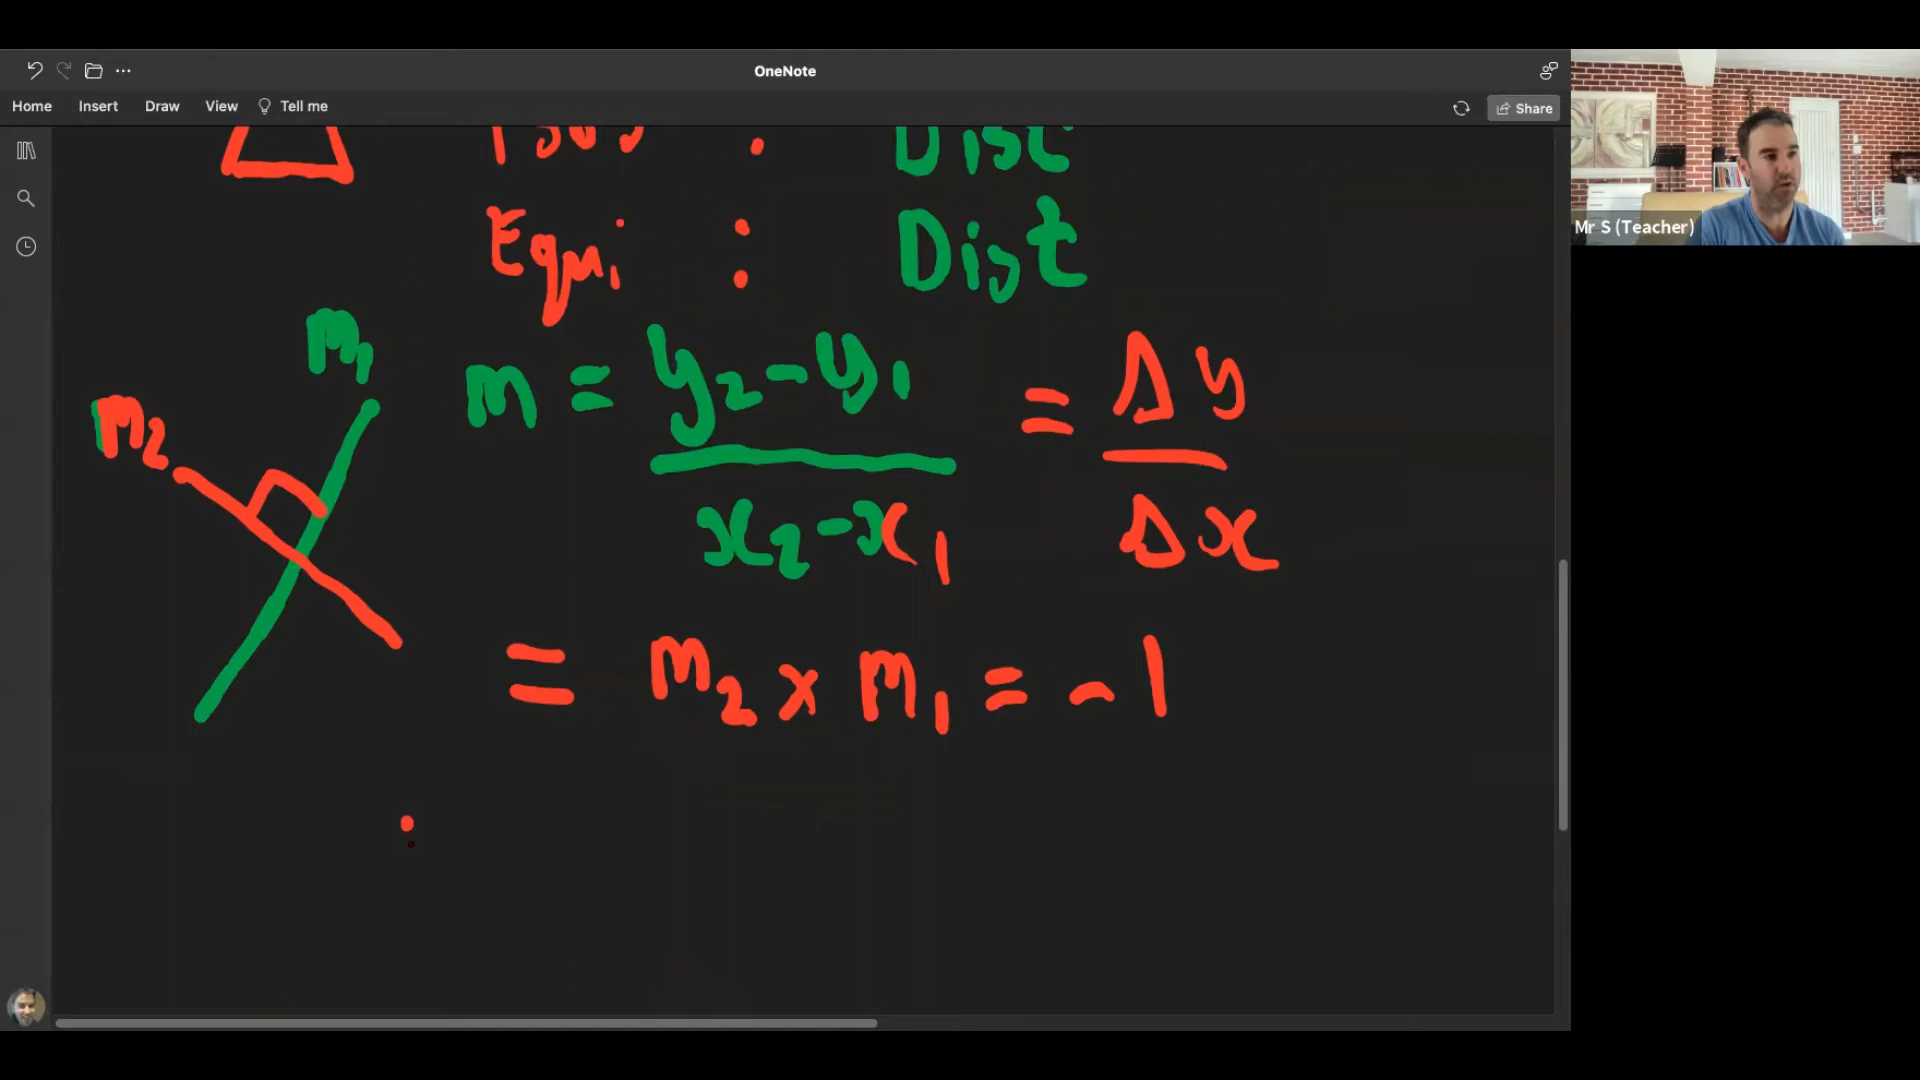 OneNote
Home Insert Draw View Tell me Share
Mr S (Teacher)
: Dist
Equi : Dist
m₁
m₂
m = y₂-y₁ = Δy
x₂-x₁ Δx
= m₂ x m₁ = -1